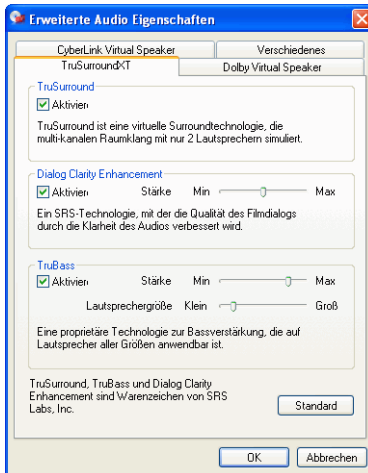 Erweiterte Audio Eigenschaften
CyberLink Virtual Speaker
Verschiedenes
TruSurroundXT
Dolby Virtual Speaker
TruSurround
Aktivier
TruSurround ist eine virtuelle Surroundtechnologie, die
multi-kanalen Raumklang mit nur 2 Lautsprechern simuliert.
Dialog Clarity Enhancement
Aktivier Stärke Min Max
Ein SRS-Technologie, mit der die Qualität des Filmdialogs
durch die Klarheit des Audios verbessert wird.
TruBass
Aktivier Stärke Min Max
Lautsprechergröße Klein Groß
Eine proprietäre Technologie zur Bassverstärkung, die auf
Lautsprecher aller Größen anwendbar ist.
TruSurround, TruBass und Dialog Clarity
Enhancement sind Warenzeichen von SRS
Labs, Inc.
Standard
OK Abbrechen